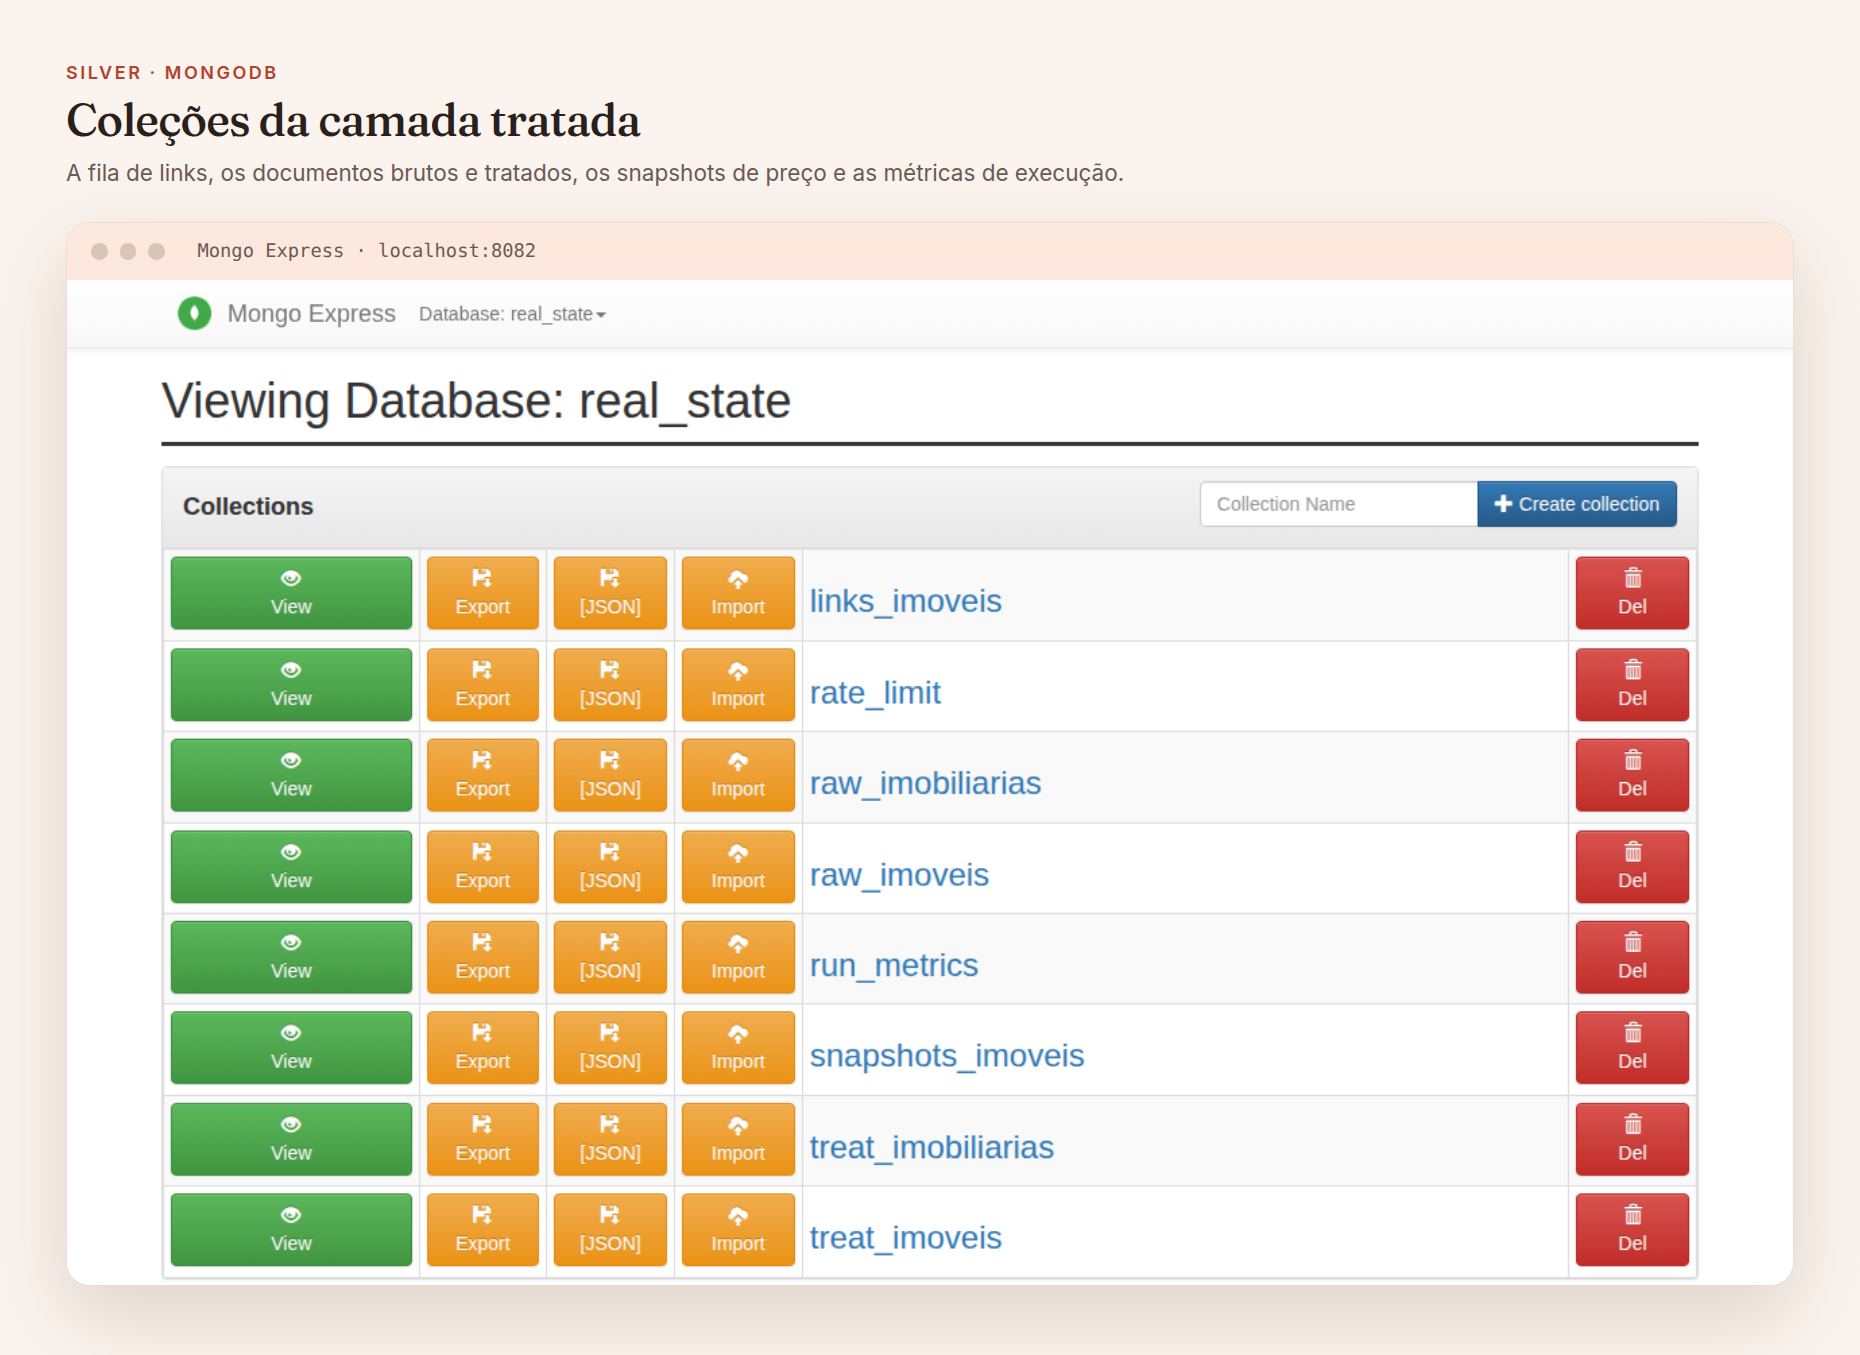 SILVER · MONGODB
Coleções da camada tratada
A fila de links, os documentos brutos e tratados, os snapshots de preço e as métricas de execução.
Mongo Express · localhost:8082
Mongo Express Database: real_state
Viewing Database: real_state
Collections Collection Name Create collection
View Export [JSON] Import links_imoveis Del
View Export [JSON] Import rate_limit Del
View Export [JSON] Import raw_imobiliarias Del
View Export [JSON] Import raw_imoveis Del
View Export [JSON] Import run_metrics Del
View Export [JSON] Import snapshots_imoveis Del
View Export [JSON] Import treat_imobiliarias Del
View Export [JSON] Import treat_imoveis Del